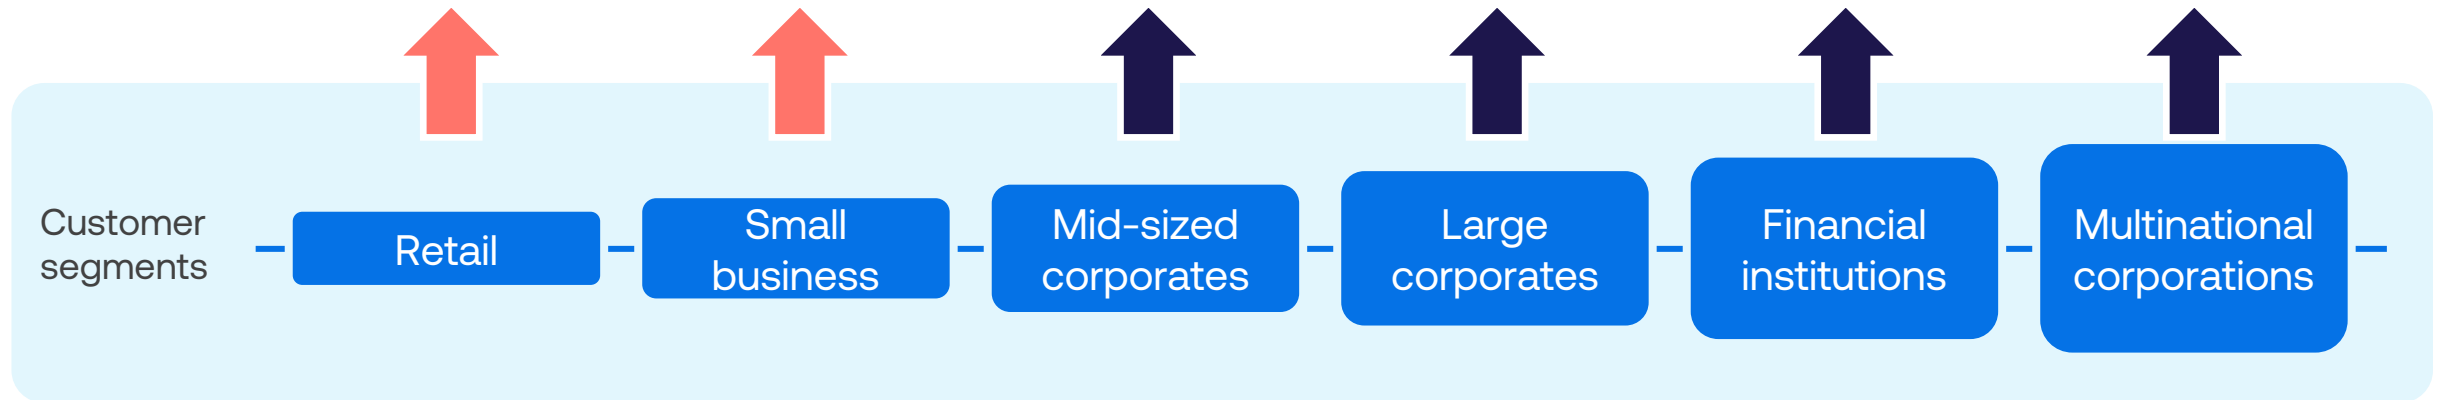 Customer
segments
Retail
Small
business
Mid-sized
corporates
Large
corporates
Financial
institutions
Multinational
corporations